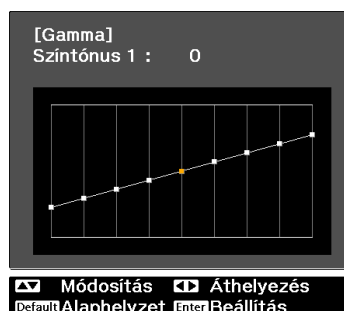 [Gamma]
Színtónus 1 : 0
Módosítás Áthelyezés
Default Alaphelyzet Enter Beállítás